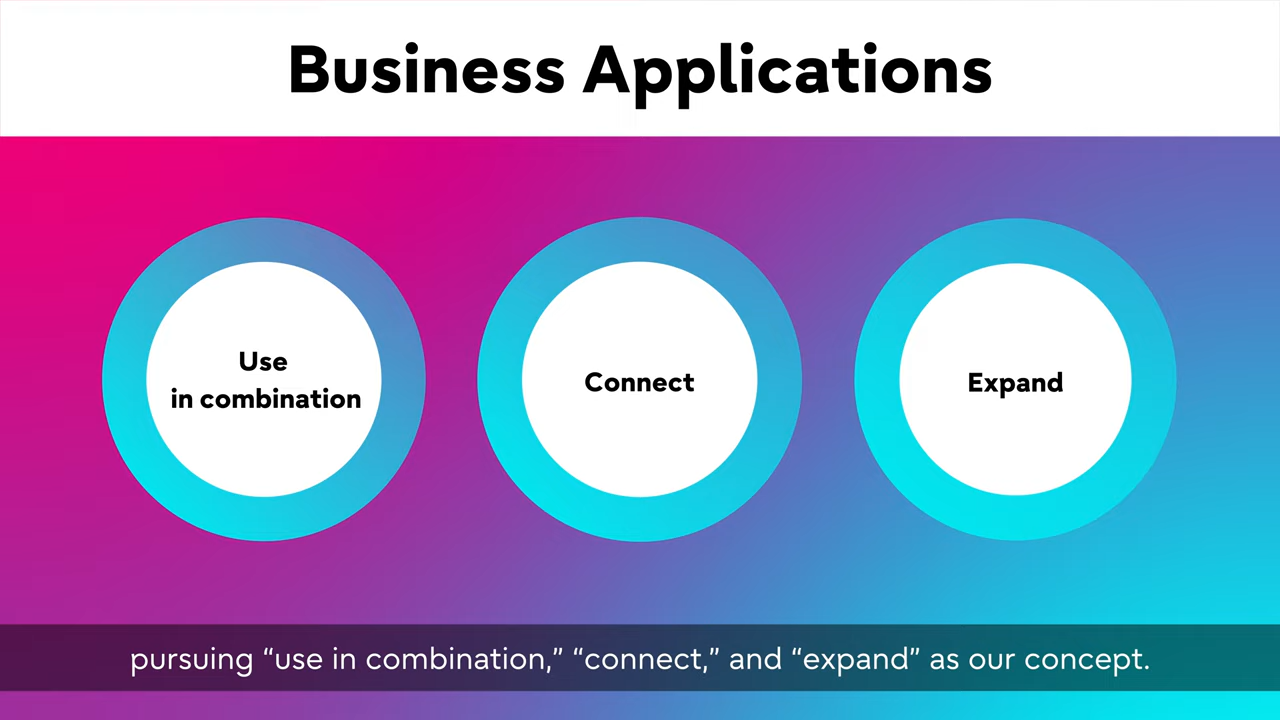 Business Applications
Use
in combination
Connect
Expand
pursuing “use in combination,” “connect,” and “expand” as our concept.